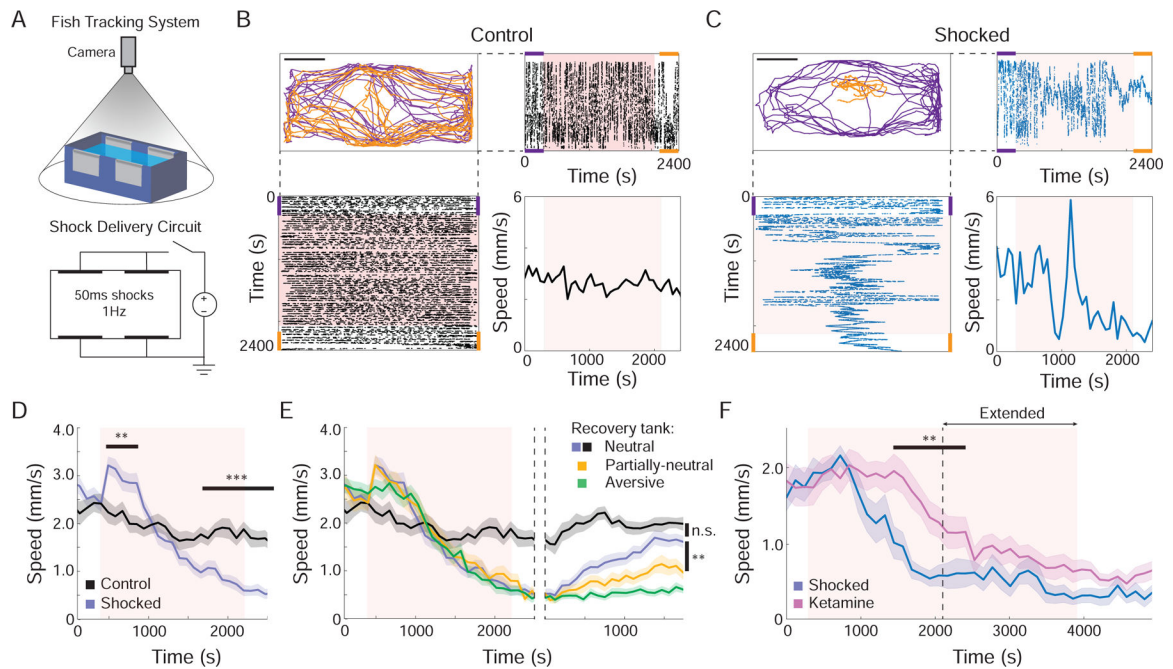 A
Fish Tracking System
Camera
Shock Delivery Circuit
50ms shocks
1Hz
+
−
B
Control
Time (s)
2400
0
Time (s)
2400
6
Speed (mm/s)
0
0
1000
2000
Time (s)
C
Shocked
Time (s)
2400
0
Time (s)
2400
6
Speed (mm/s)
0
0
1000
2000
Time (s)
D
4.0
3.0
2.0
1.0
0
Speed (mm/s)
**
***
Control
Shocked
1000
2000
Time (s)
E
4.0
3.0
2.0
1.0
0
Speed (mm/s)
Recovery tank:
Neutral
Partially-neutral
Aversive
n.s.
**
0
1000
2000
1000
Time (s)
F
2.0
1.0
0
Speed (mm/s)
Extended
**
Shocked
Ketamine
0
1000
2000
3000
4000
Time (s)